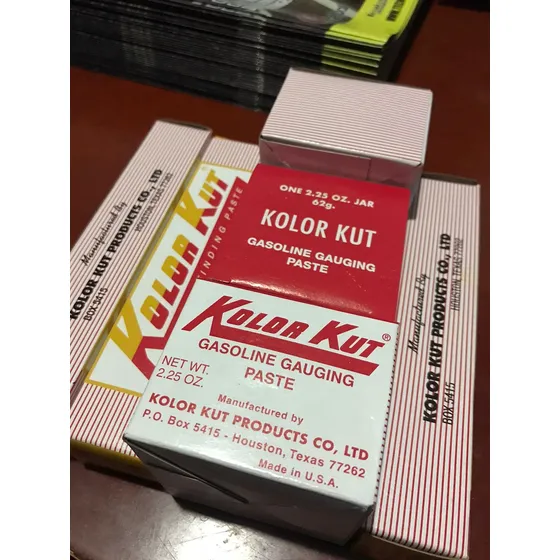 ONE 2.25 OZ. JAR
62g.
KOLOR KUT
GASOLINE GAUGING
PASTE
KOLOR KUT®
GASOLINE GAUGING
PASTE
NET WT.
2.25 OZ.
Manufactured by
KOLOR KUT PRODUCTS CO, LTD
P.O. Box 5415 - Houston, Texas 77262
Made in U.S.A.
Manufactured By
KOLOR KUT PRODUCTS CO., LTD
BOX 5415
HOUSTON, TEXAS 77262
KOLOR KUT®
FINDING PASTE
Manufactured By
KOLOR KUT PRODUCTS CO., LTD
BOX 5415
HOUSTON, TEXAS 77262